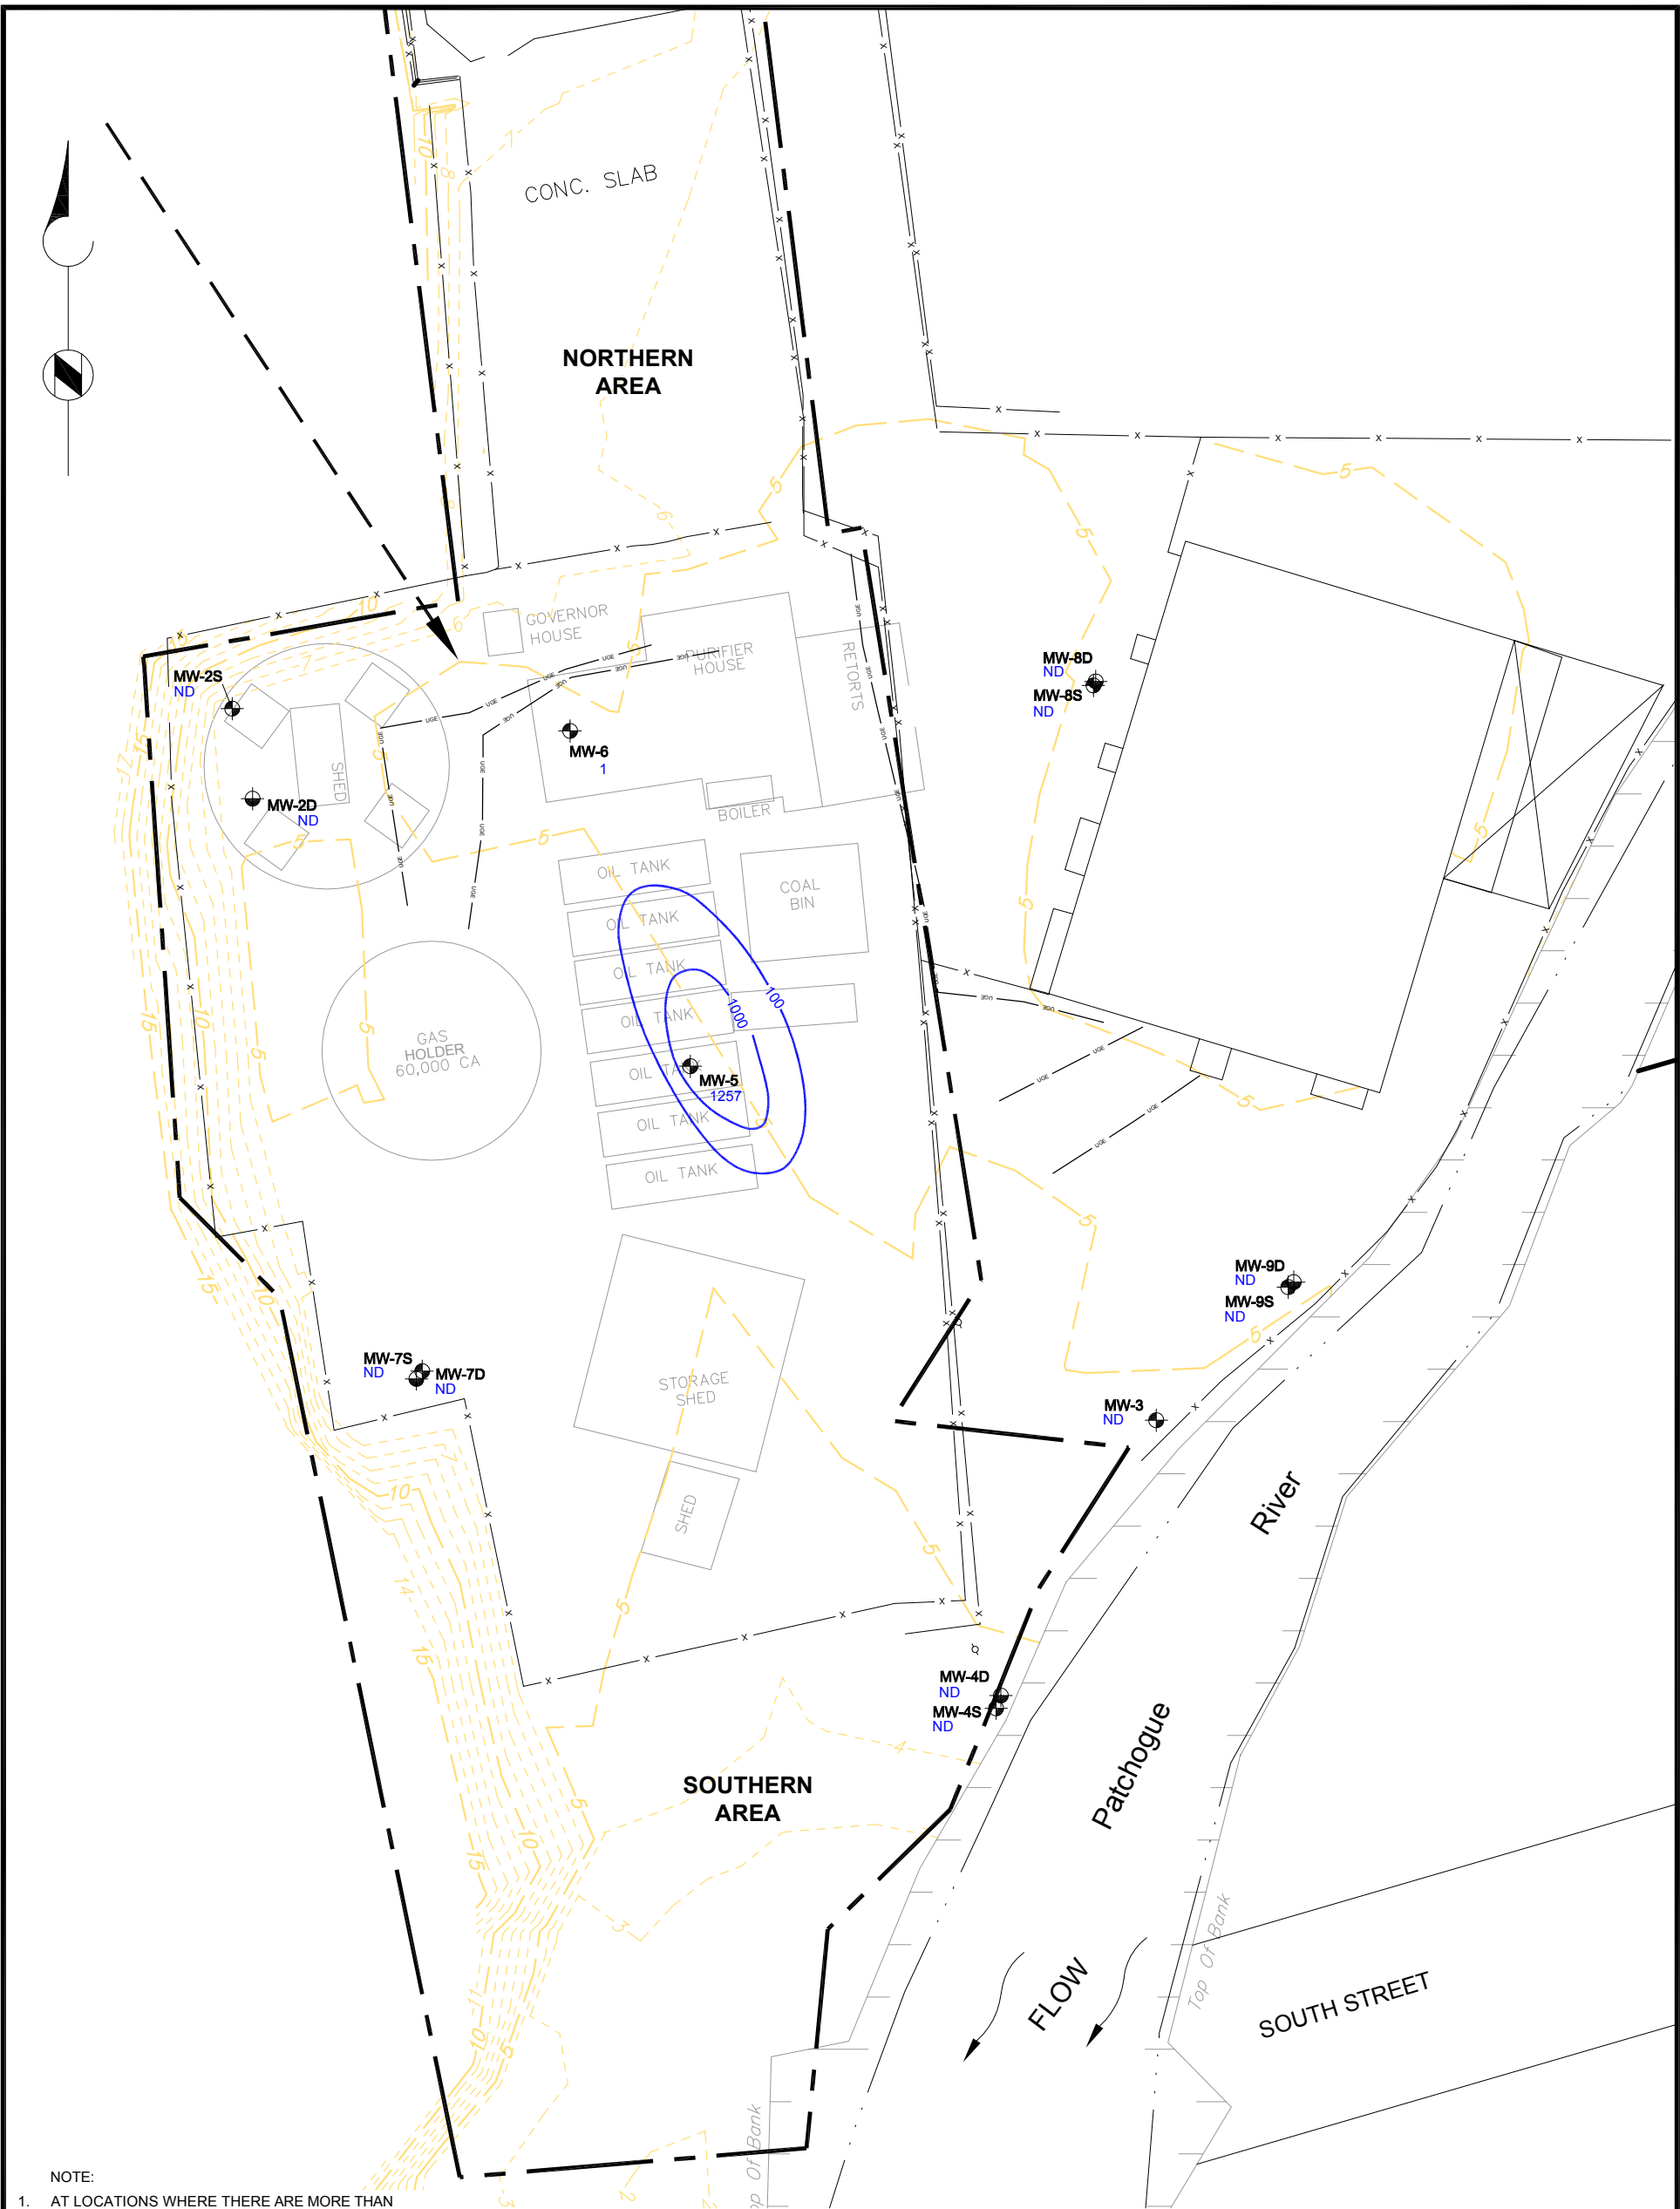 CONC. SLAB
NORTHERN
AREA
GOVERNOR
HOUSE
PURIFIER
HOUSE
RETORTS
MW-2S
ND
MW-8D
ND
MW-8S
ND
MW-6
1
SHED
MW-2D
ND
BOILER
OIL TANK
COAL
BIN
OIL TANK
OIL TANK
OIL TANK
1000
100
GAS
HOLDER
60,000 CA
OIL TANK
MW-5
1257
OIL TANK
OIL TANK
MW-9D
ND
MW-9S
ND
MW-7S
ND
MW-7D
ND
STORAGE
SHED
MW-3
ND
SHED
River
MW-4D
ND
MW-4S
ND
Patchogue
SOUTHERN
AREA
FLOW
Top Of Bank
SOUTH STREET
Of Bank
NOTE:
1. AT LOCATIONS WHERE THERE ARE MORE THAN